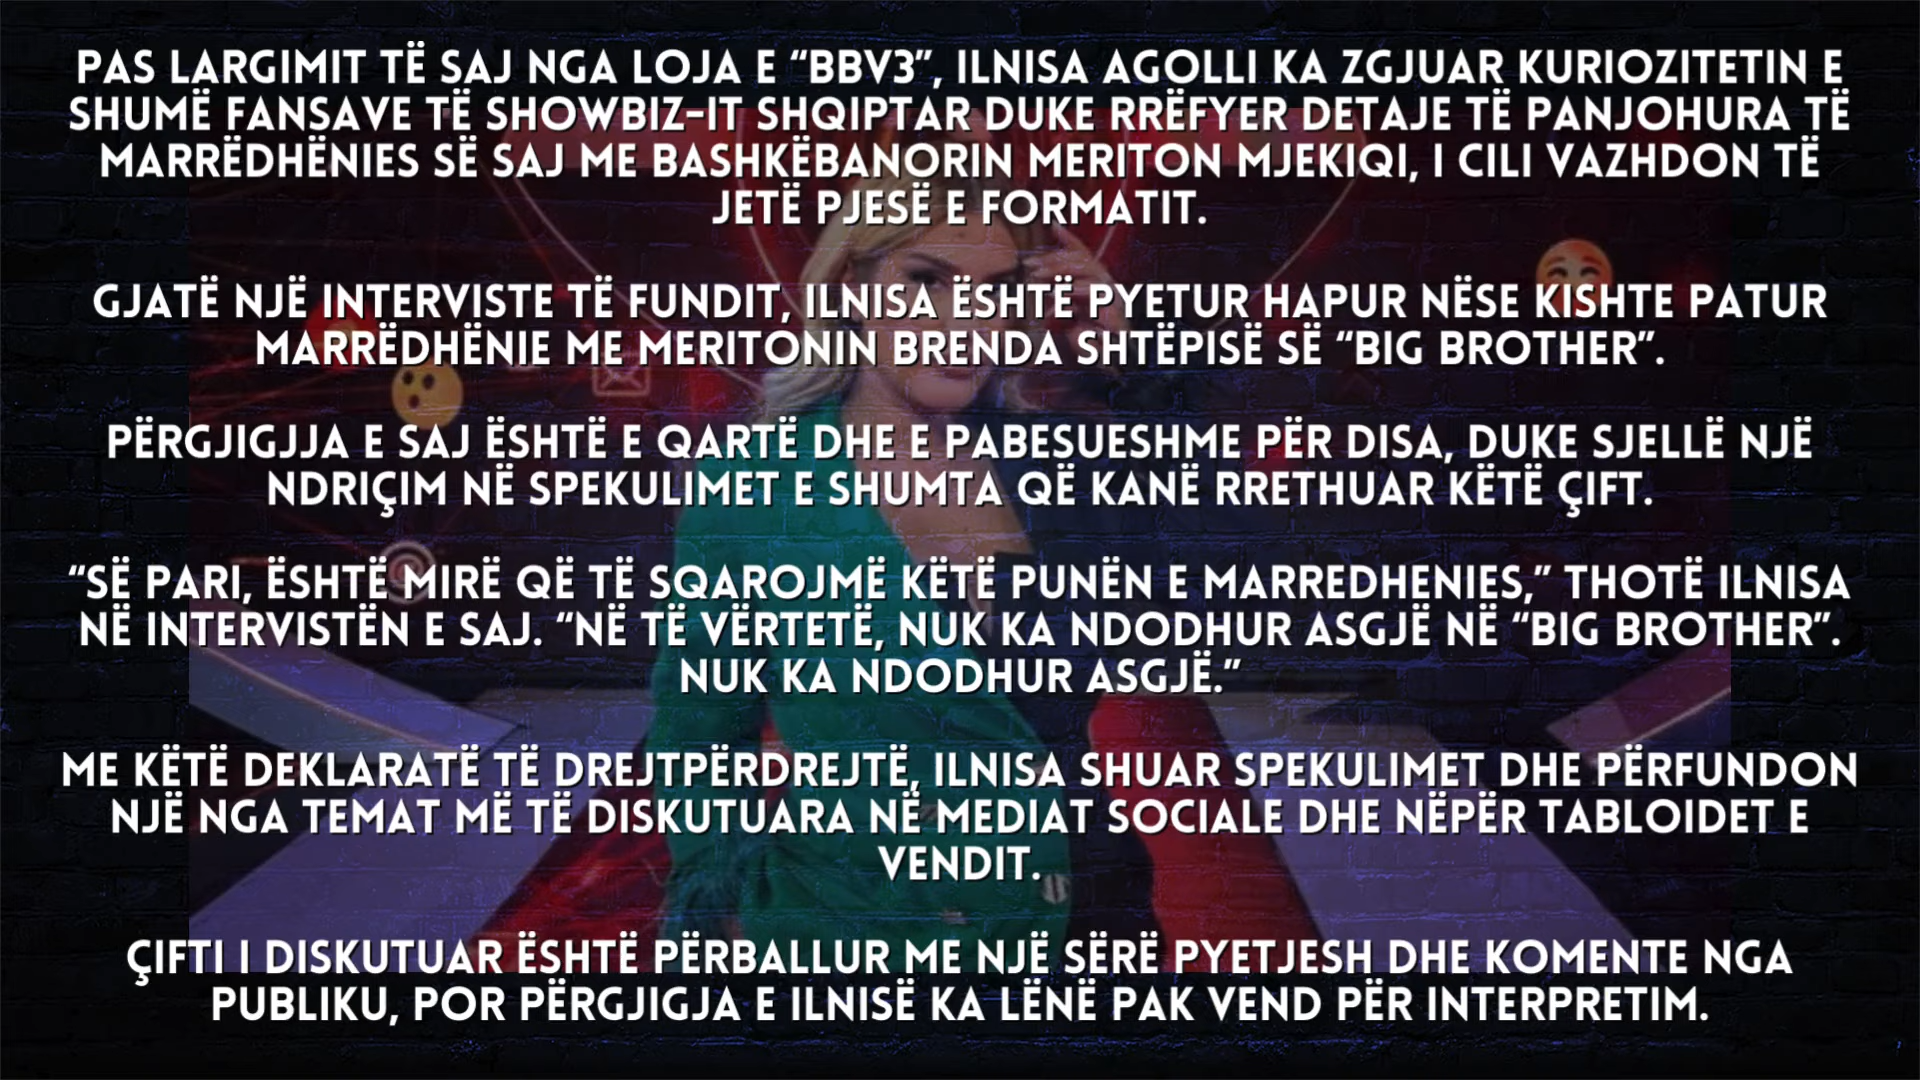 PAS LARGIMIT TË SAJ NGA LOJA E “BBV3”, ILNISA AGOLLI KA ZGJUAR KURIOZITETIN E
SHUMË FANSAVE TË SHOWBIZ-IT SHQIPTAR DUKE RRËFYER DETAJE TË PANJOHURA TË
MARRËDHËNIES SË SAJ ME BASHKËBANORIN MERITON MJEKIQI, I CILI VAZHDON TË
JETË PJESË E FORMATIT.
GJATË NJË INTERVISTE TË FUNDIT, ILNISA ËSHTË PYETUR HAPUR NËSE KISHTE PATUR
MARRËDHËNIE ME MERITONIN BRENDA SHTËPISË SË “BIG BROTHER”.
PËRGJIGJJA E SAJ ËSHTË E QARTË DHE E PABESUESHME PËR DISA, DUKE SJELLË NJË
NDRIÇIM NË SPEKULIMET E SHUMTA QË KANË RRETHUAR KËTË ÇIFT.
“SË PARI, ËSHTË MIRË QË TË SQAROJMË KËTË PUNËN E MARREDHENIES,” THOTË ILNISA
NË INTERVISTËN E SAJ. “NË TË VËRTETË, NUK KA NDODHUR ASGJË NË “BIG BROTHER”.
NUK KA NDODHUR ASGJË.”
ME KËTË DEKLARATË TË DREJTPËRDREJTË, ILNISA SHUAR SPEKULIMET DHE PËRFUNDON
NJË NGA TEMAT MË TË DISKUTUARA NË MEDIAT SOCIALE DHE NËPËR TABLOIDET E
VENDIT.
ÇIFTI I DISKUTUAR ËSHTË PËRBALLUR ME NJË SËRË PYETJESH DHE KOMENTE NGA
PUBLIKU, POR PËRGJIGJA E ILNISË KA LËNË PAK VEND PËR INTERPRETIM.